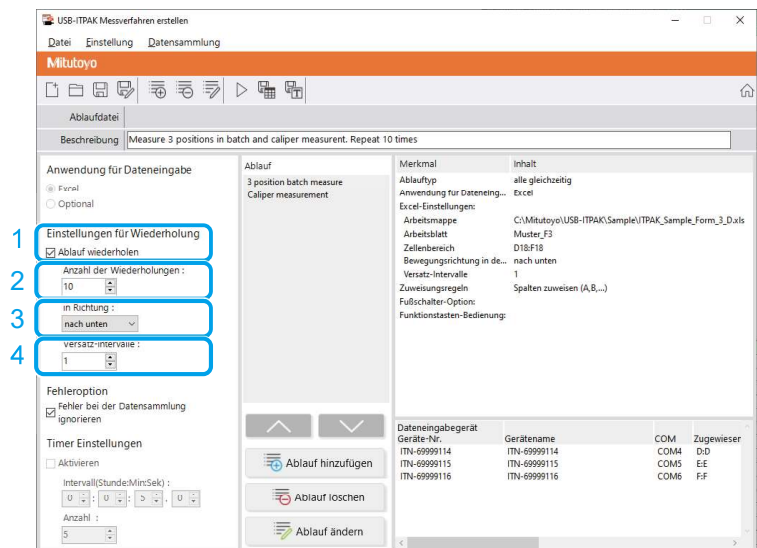 USB-ITPAK Messverfahren erstellen
Datei Einstellung Datensammlung
Mitutoyo
Ablaufdatei
Beschreibung Measure 3 positions in batch and caliper measurent. Repeat 10 times
Anwendung für Dateneingabe
Excel
Optional
1 Einstellungen für Wiederholung
Ablauf wiederholen
2 Anzahl der Wiederholungen :
10
3 in Richtung :
nach unten
4 Versatz-Intervalle :
1
Fehleroption
Fehler bei der Datensammlung
ignorieren
Timer Einstellungen
Aktivieren
Intervall(Stunde:Min:Sek) :
0 : 0 : 5 . 0
Anzahl :
5
Ablauf
3 position batch measure
Caliper measurement
Ablauf hinzufügen
Ablauf löschen
Ablauf ändern
Merkmal Inhalt
Ablauftyp alle gleichzeitig
Anwendung für Dateneing... Excel
Excel-Einstellungen:
Arbeitsmappe C:\Mitutoyo\USB-ITPAK\Sample\ITPAK_Sample_Form_3_D.xls
Arbeitsblatt Muster_F3
Zellenbereich D18:F18
Bewegungsrichtung in de... nach unten
Versatz-Intervalle 1
Zuweisungsregeln Spalten zuweisen (A,B,...)
Fußschalter-Option:
Funktionstasten-Bedienung:
Dateneingabegerät
Geräte-Nr. Gerätename COM Zugewieser
ITN-69999114 ITN-69999114 COM4 D:D
ITN-69999115 ITN-69999115 COM5 E:E
ITN-69999116 ITN-69999116 COM6 F:F